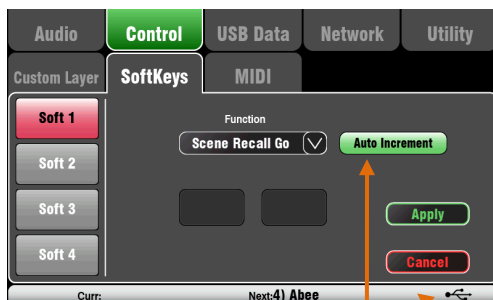 Audio Control USB Data Network Utility
Custom Layer SoftKeys MIDI
Soft 1
Function
Scene Recall Go Auto Increment
Soft 2
Soft 3
Apply
Soft 4
Cancel
Curr: Next:4) Abee